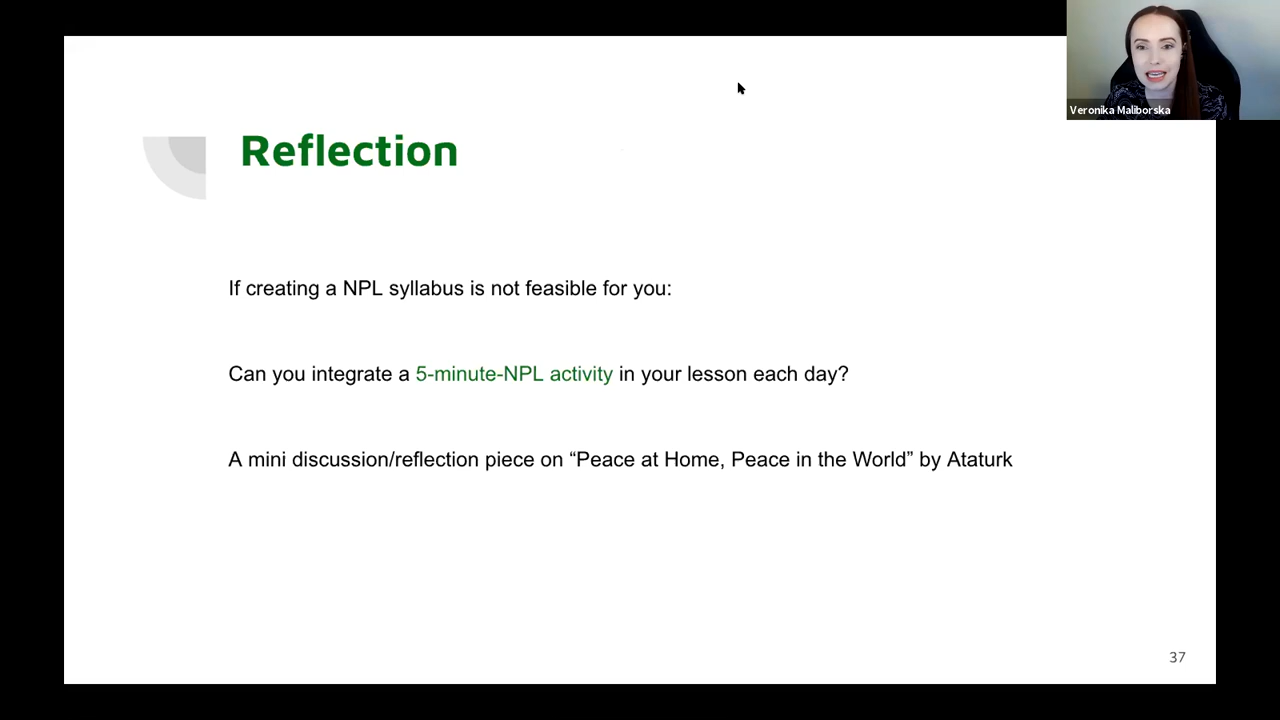 Veronika Maliborska
Reflection
If creating a NPL syllabus is not feasible for you:
Can you integrate a 5-minute-NPL activity in your lesson each day?
A mini discussion/reflection piece on “Peace at Home, Peace in the World” by Ataturk
37